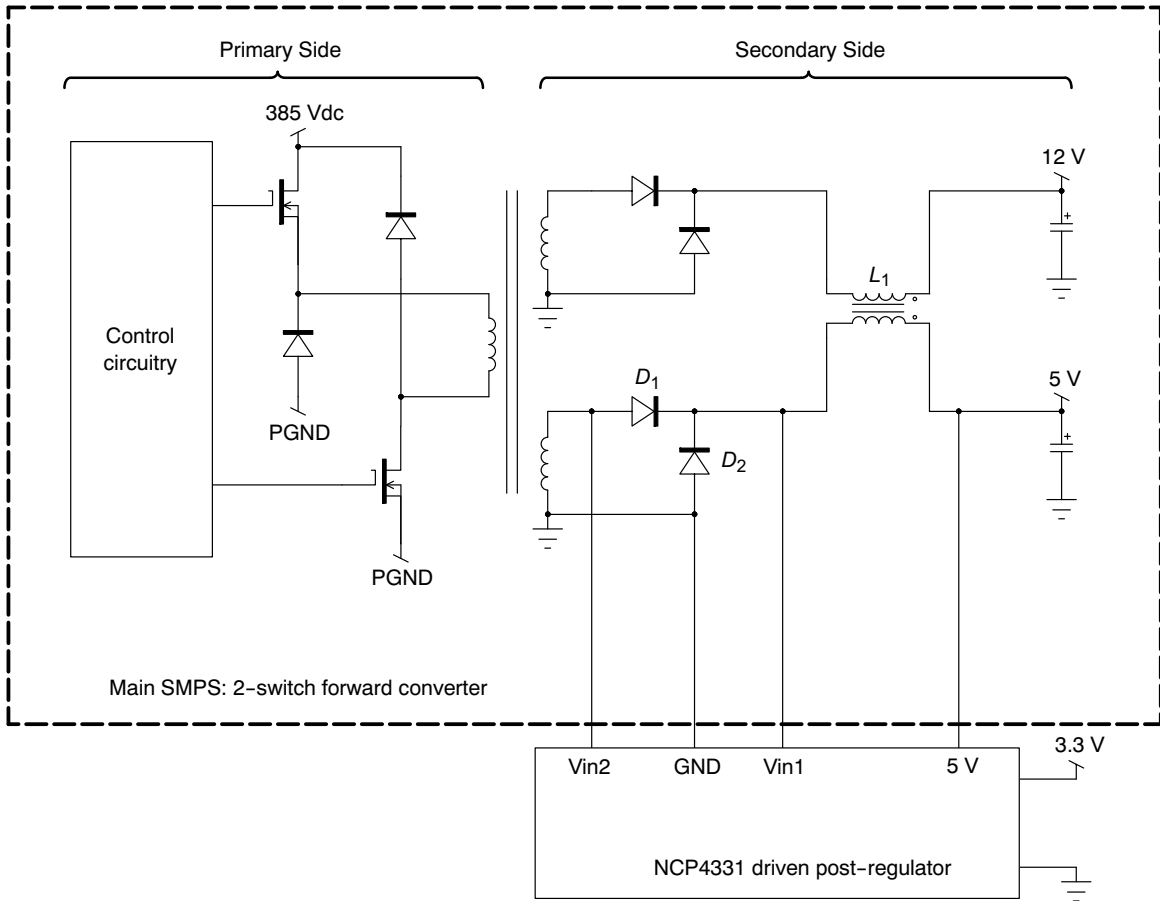 Primary Side
Secondary Side
385 Vdc
12 V
L1
Control
circuitry
D1
5 V
PGND
D2
PGND
Main SMPS: 2-switch forward converter
3.3 V
Vin2 GND Vin1 5 V
NCP4331 driven post-regulator